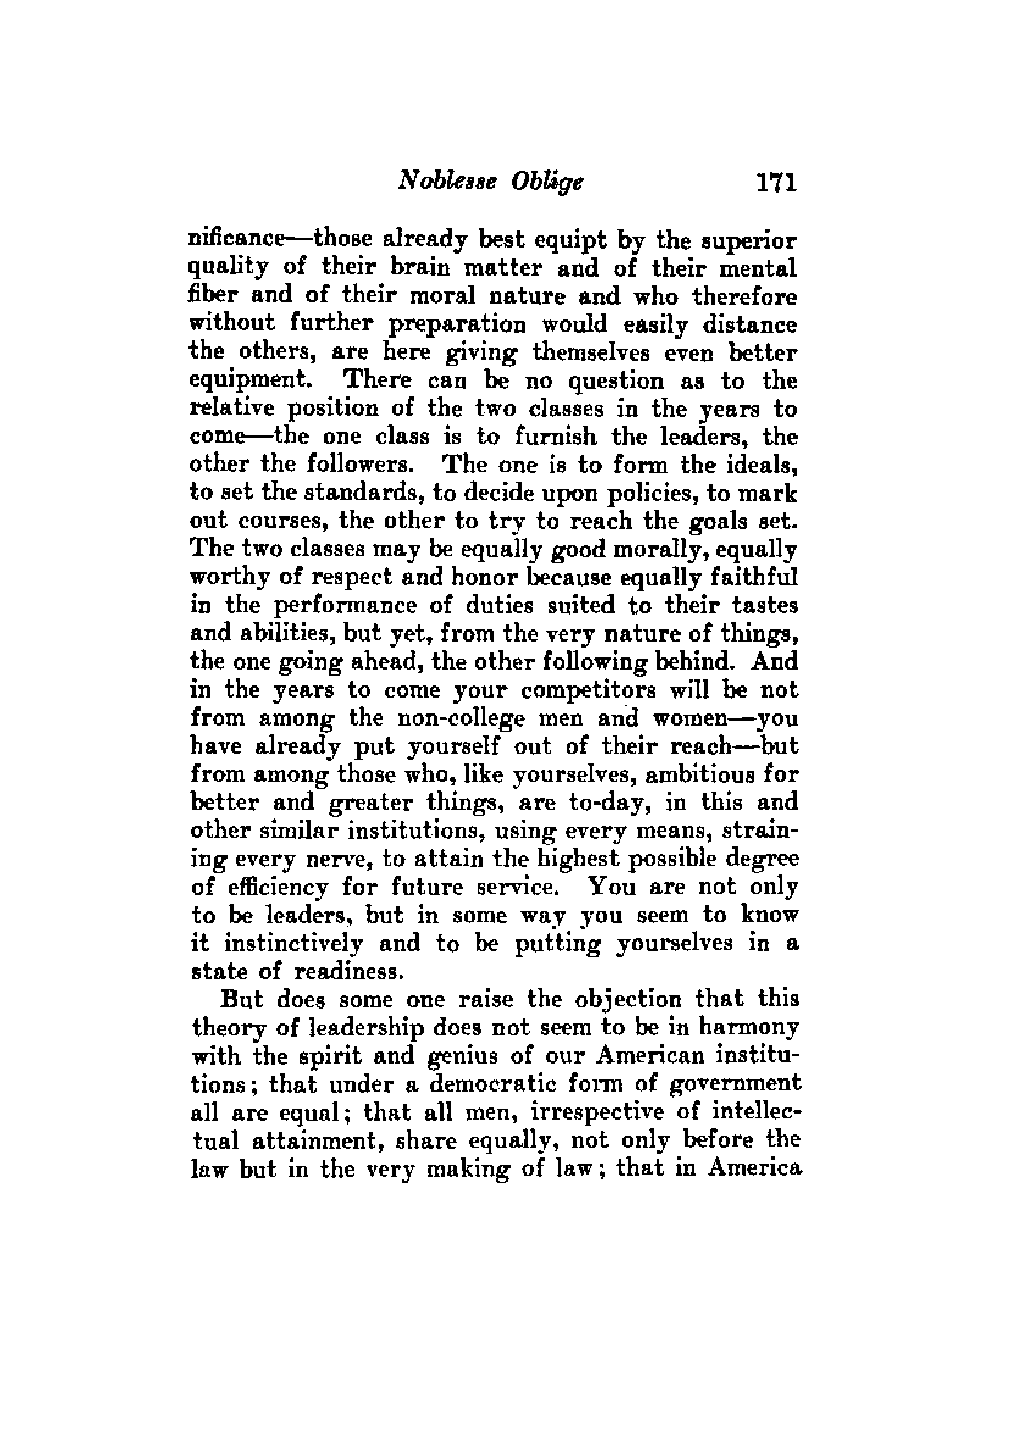 Noblesse Oblige 171
nificance—those already best equipt by the superior
quality of their brain matter and of their mental
fiber and of their moral nature and who therefore
without further preparation would easily distance
the others, are here giving themselves even better
equipment. There can be no question as to the
relative position of the two classes in the years to
come—the one class is to furnish the leaders, the
other the followers. The one is to form the ideals,
to set the standards, to decide upon policies, to mark
out courses, the other to try to reach the goals set.
The two classes may be equally good morally, equally
worthy of respect and honor because equally faithful
in the performance of duties suited to their tastes
and abilities, but yet, from the very nature of things,
the one going ahead, the other following behind. And
in the years to come your competitors will be not
from among the non-college men and women—you
have already put yourself out of their reach—but
from among those who, like yourselves, ambitious for
better and greater things, are to-day, in this and
other similar institutions, using every means, strain-
ing every nerve, to attain the highest possible degree
of efficiency for future service. You are not only
to be leaders, but in some way you seem to know
it instinctively and to be putting yourselves in a
state of readiness.
But does some one raise the objection that this
theory of leadership does not seem to be in harmony
with the spirit and genius of our American institu-
tions; that under a democratic form of government
all are equal; that all men, irrespective of intellec-
tual attainment, share equally, not only before the
law but in the very making of law; that in America